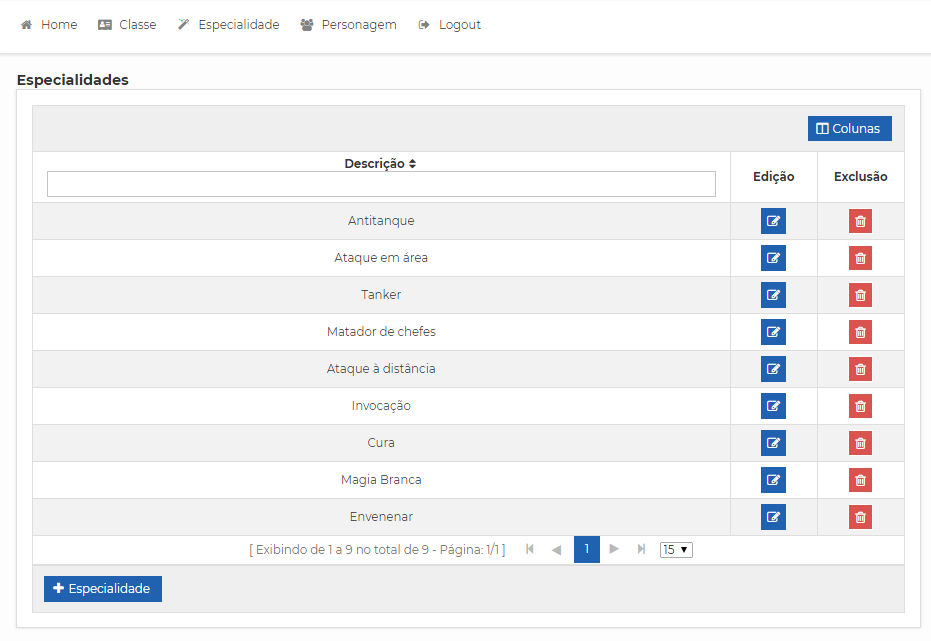 Home Classe Especialidade Personagem Logout
Especialidades
Colunas
Descrição Edição Exclusão
Antitanque
Ataque em área
Tanker
Matador de chefes
Ataque à distância
Invocação
Cura
Magia Branca
Envenenar
[ Exibindo de 1 a 9 no total de 9 - Página: 1/1 ] 1 15
Especialidade